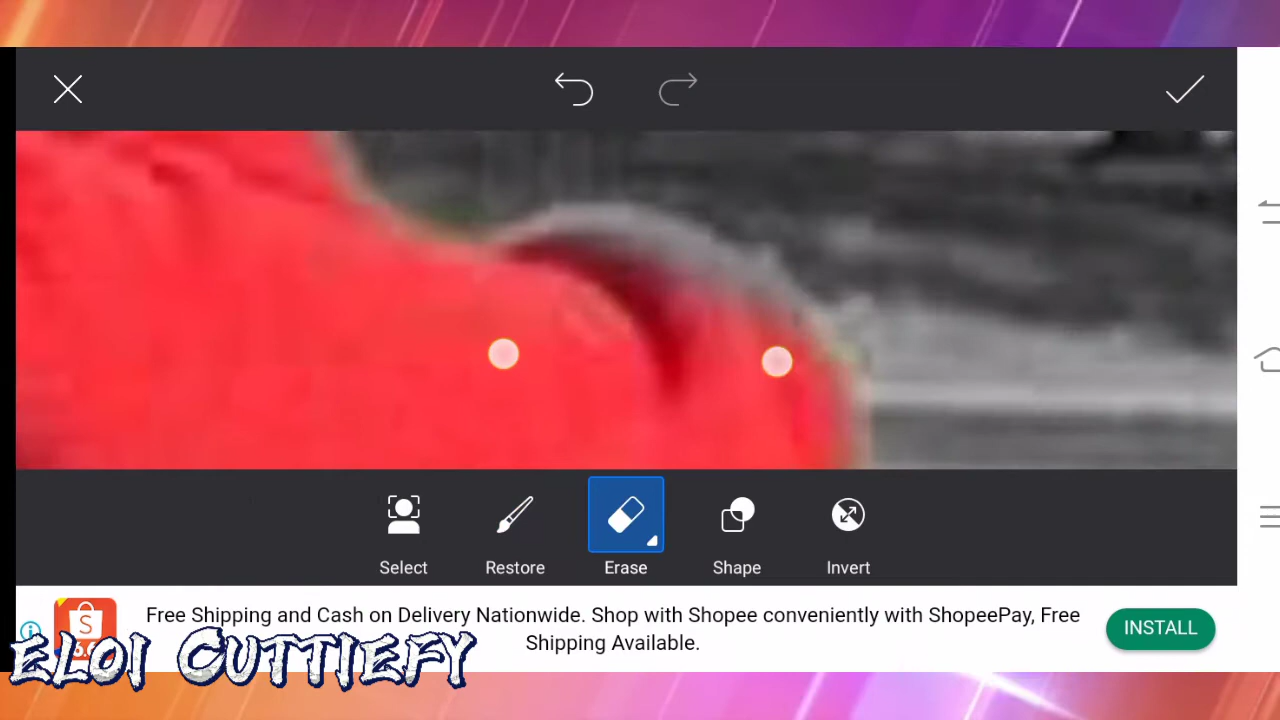 Select Restore Erase Shape Invert
Free Shipping and Cash on Delivery Nationwide. Shop with Shopee conveniently with ShopeePay, Free
Shipping Available.
INSTALL
ELOI CUTTIEFY